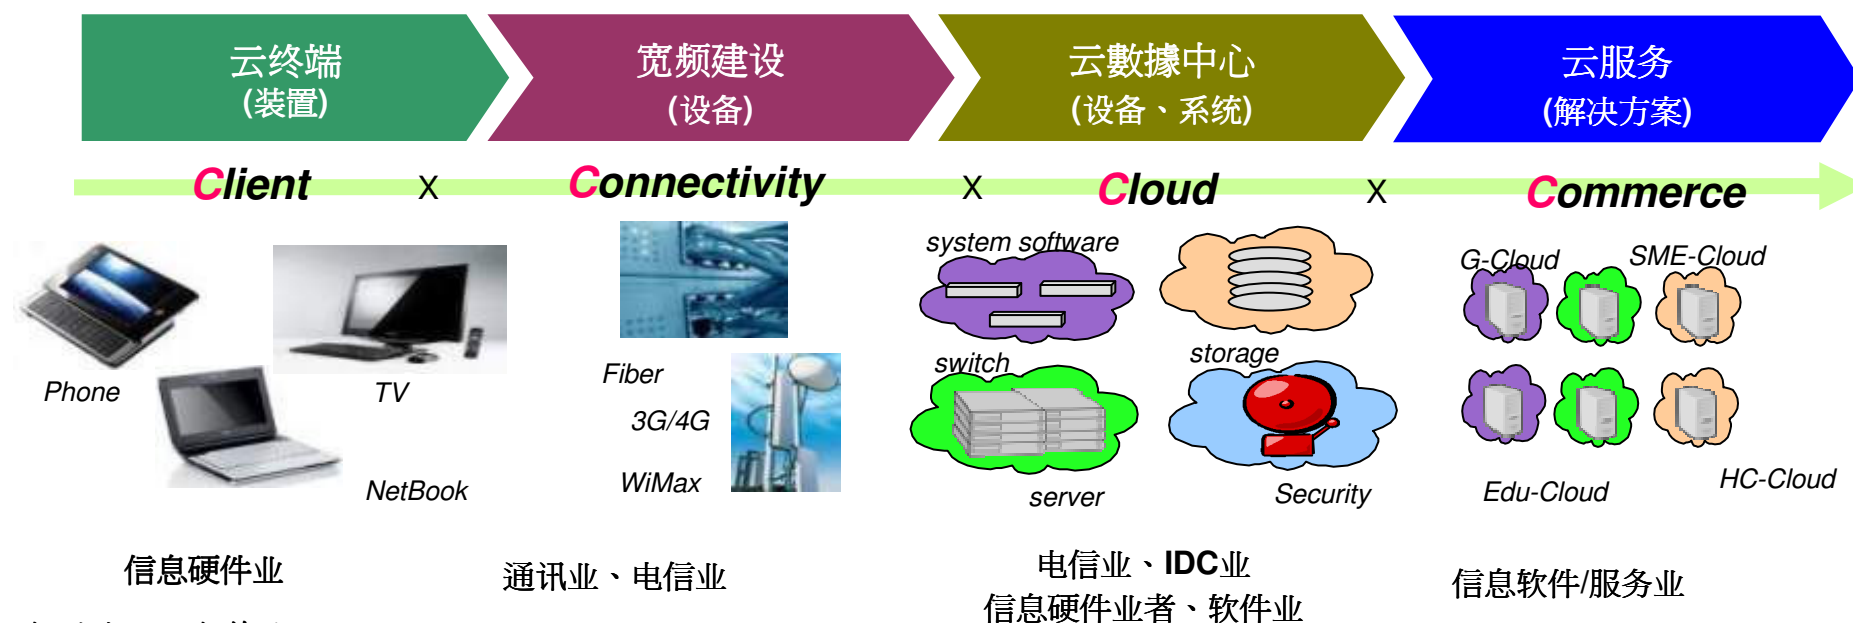 云终端
(装置)
宽频建设
(设备)
云數據中心
(设备、系统)
云服务
(解决方案)
Client X Connectivity X Cloud X Commerce
Phone
TV
NetBook
Fiber
3G/4G
WiMax
system software
switch
storage
server
Security
G-Cloud
SME-Cloud
Edu-Cloud
HC-Cloud
信息硬件业
通讯业、电信业
电信业、IDC业
信息硬件业者、软件业
信息软件/服务业